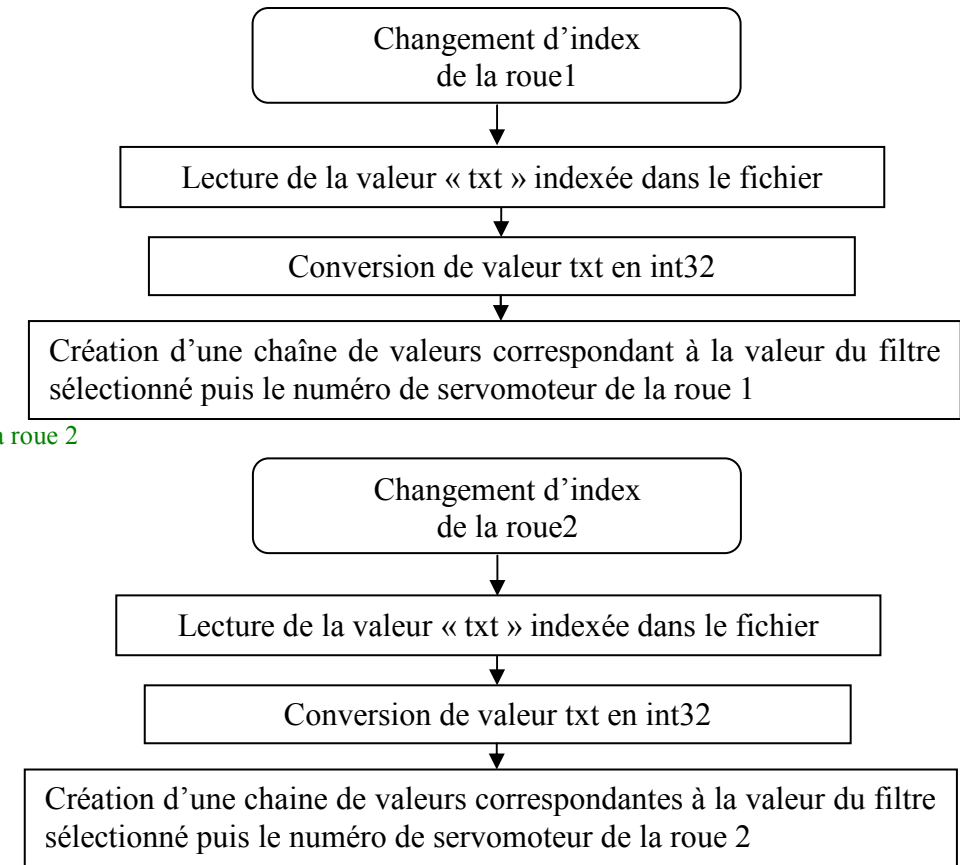 Changement d’index
de la roue1
Lecture de la valeur « txt » indexée dans le fichier
Conversion de valeur txt en int32
Création d’une chaîne de valeurs correspondant à la valeur du filtre
sélectionné puis le numéro de servomoteur de la roue 1
a roue 2
Changement d’index
de la roue2
Lecture de la valeur « txt » indexée dans le fichier
Conversion de valeur txt en int32
Création d’une chaine de valeurs correspondantes à la valeur du filtre
sélectionné puis le numéro de servomoteur de la roue 2